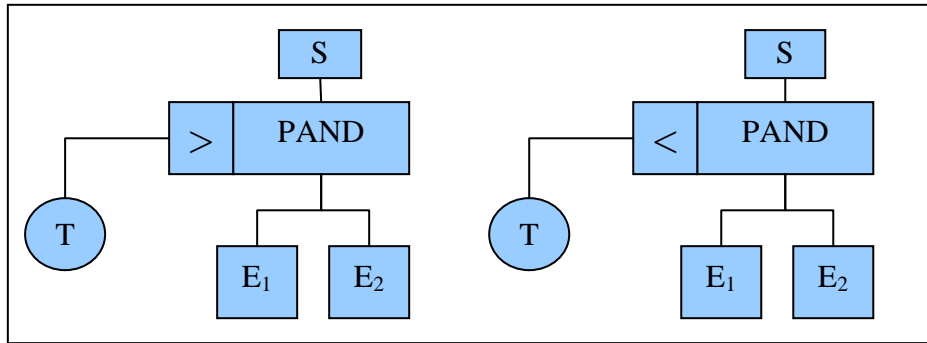 S
> PAND
T
E₁ E₂
S
< PAND
T
E₁ E₂